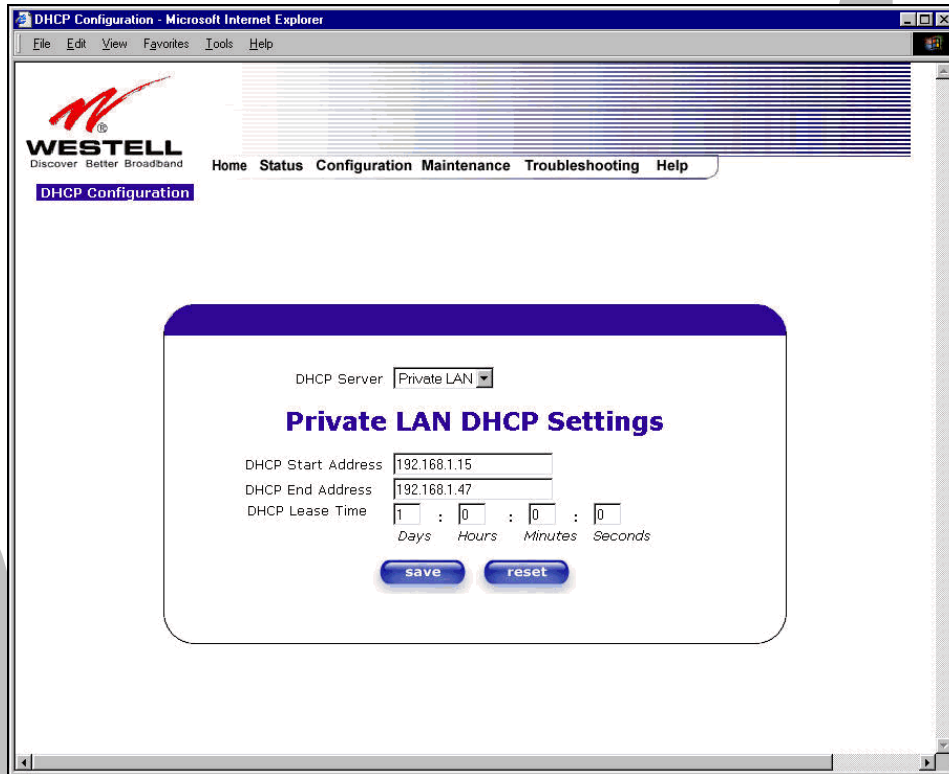 DHCP Configuration - Microsoft Internet Explorer
File Edit View Favorites Tools Help
®
WESTELL
Discover Better Broadband
Home Status Configuration Maintenance Troubleshooting Help
DHCP Configuration
DHCP Server Private LAN
Private LAN DHCP Settings
DHCP Start Address 192.168.1.15
DHCP End Address 192.168.1.47
DHCP Lease Time 1 : 0 : 0 : 0
Days Hours Minutes Seconds
save reset